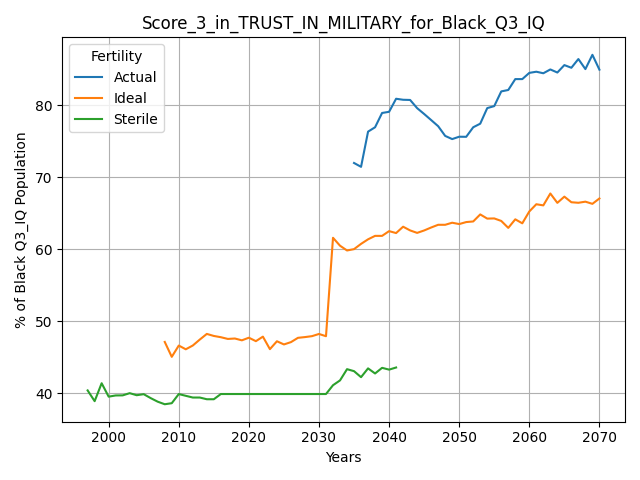 Score_3_in_TRUST_IN_MILITARY_for_Black_Q3_IQ
Fertility
Actual
Ideal
Sterile
% of Black Q3_IQ Population
80
70
60
50
40
2000 2010 2020 2030 2040 2050 2060 2070
Years